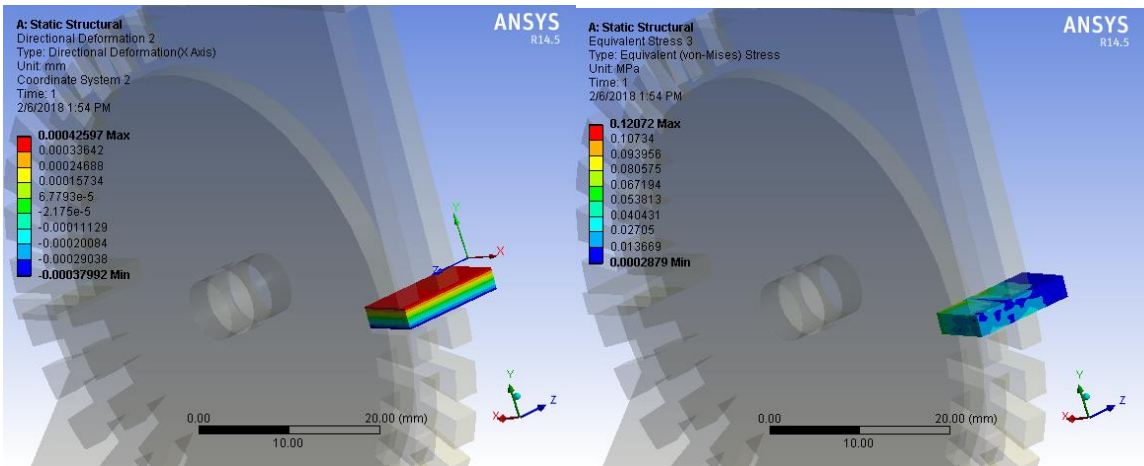 A: Static Structural
Directional Deformation 2
Type: Directional Deformation(X Axis)
Unit: mm
Coordinate System 2
Time: 1
2/6/2018 1:54 PM
ANSYS
R14.5
0.00042597 Max
0.00033642
0.00024688
0.00015734
6.7793e-5
-2.175e-5
-0.00011129
-0.00020084
-0.00029038
-0.00037992 Min
Y
X
Z
0.00
20.00 (mm)
10.00
Y
Z
X
A: Static Structural
Equivalent Stress 3
Type: Equivalent (von-Mises) Stress
Unit: MPa
Time: 1
2/6/2018 1:54 PM
ANSYS
R14.5
0.12072 Max
0.10734
0.093956
0.080575
0.067194
0.053813
0.040431
0.02705
0.013669
0.0002879 Min
0.00
20.00 (mm)
10.00
Y
Z
X